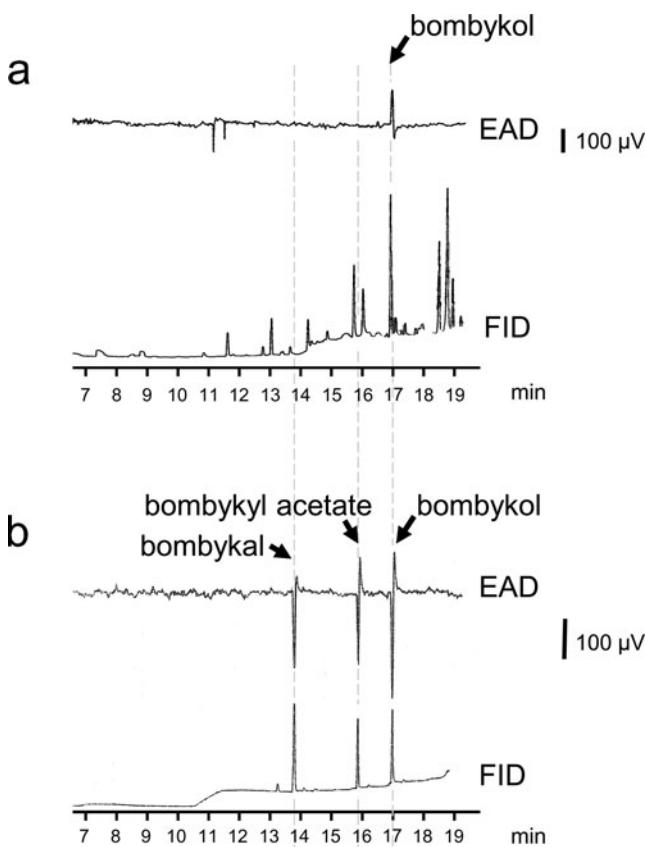 bombykol
a
EAD
100 µV
FID
7 8 9 10 11 12 13 14 15 16 17 18 19 min
bombykyl acetate
bombykol
b
bombykal
EAD
100 µV
FID
7 8 9 10 11 12 13 14 15 16 17 18 19 min